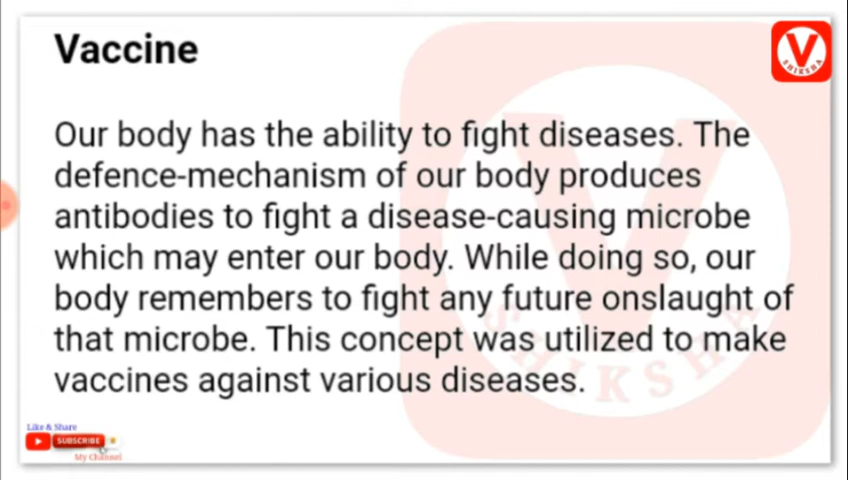 Vaccine
V
SHIKSHA
Our body has the ability to fight diseases. The
defence-mechanism of our body produces
antibodies to fight a disease-causing microbe
which may enter our body. While doing so, our
body remembers to fight any future onslaught of
that microbe. This concept was utilized to make
vaccines against various diseases.
V
SHIKSHA
Like & Share
SUBSCRIBE
My Channel